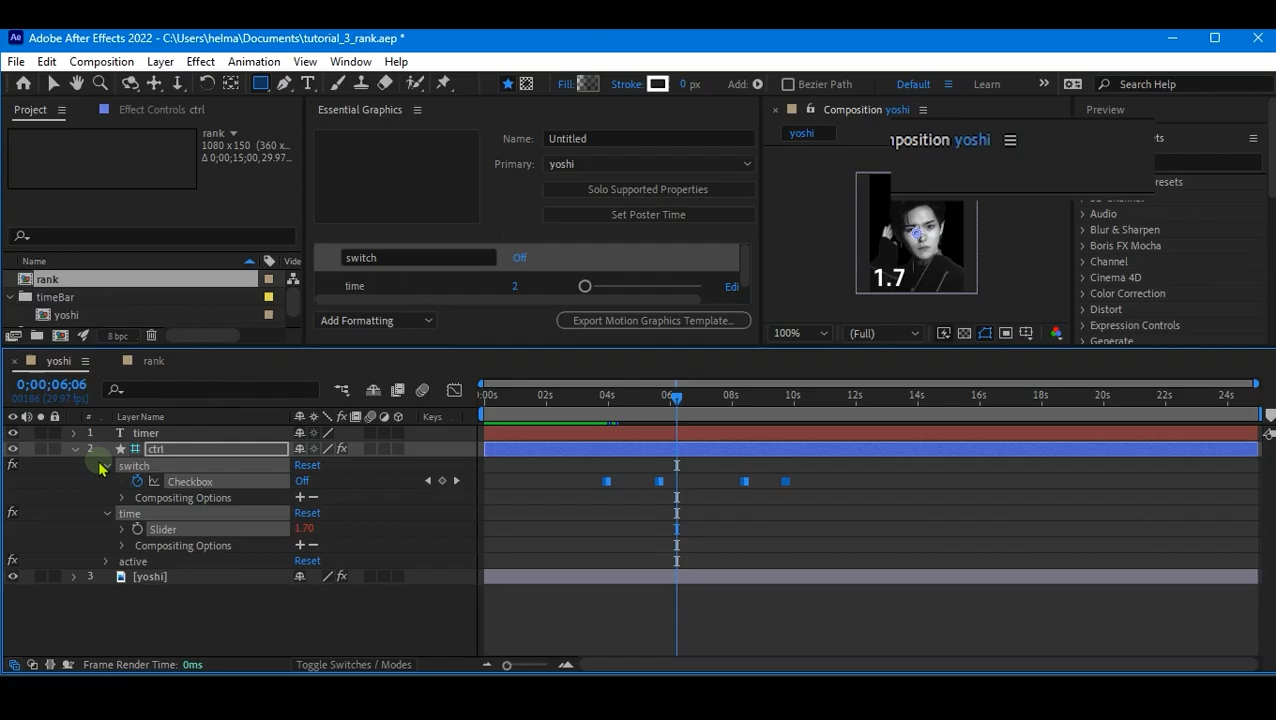 Adobe After Effects 2022 - C:\Users\helma\Documents\tutorial_3_rank.aep *
File Edit Composition Layer Effect Animation View Window Help
Fill: Stroke: 0 px Add: Bezier Path Default Learn Search Help
Project Effect Controls ctrl Essential Graphics Composition yoshi Preview
rank
1080 x 150 (360 x...
Δ 0;00;15;00, 29.97...
Name: Untitled
Primary: yoshi
Solo Supported Properties
Set Poster Time
yoshi
nposition yoshi
ts
resets
Audio
Blur & Sharpen
Boris FX Mocha
Channel
Cinema 4D
Color Correction
Distort
Expression Controls
Generate
1.7
switch Off
time 2 Edi
Name Vide
rank
timeBar
yoshi
Add Formatting Export Motion Graphics Template...
8 bpc
100% (Full)
yoshi rank
0;00;06;06
00186 (29.97 fps)
:00s 02s 04s 06s 08s 10s 12s 14s 16s 18s 20s 22s 24s
# Layer Name Keys
1 T timer
2 ctrl
switch Reset
Checkbox Off
Compositing Options + −
time Reset
Slider 1.70
Compositing Options + −
active Reset
3 [yoshi]
Frame Render Time: 0ms Toggle Switches / Modes